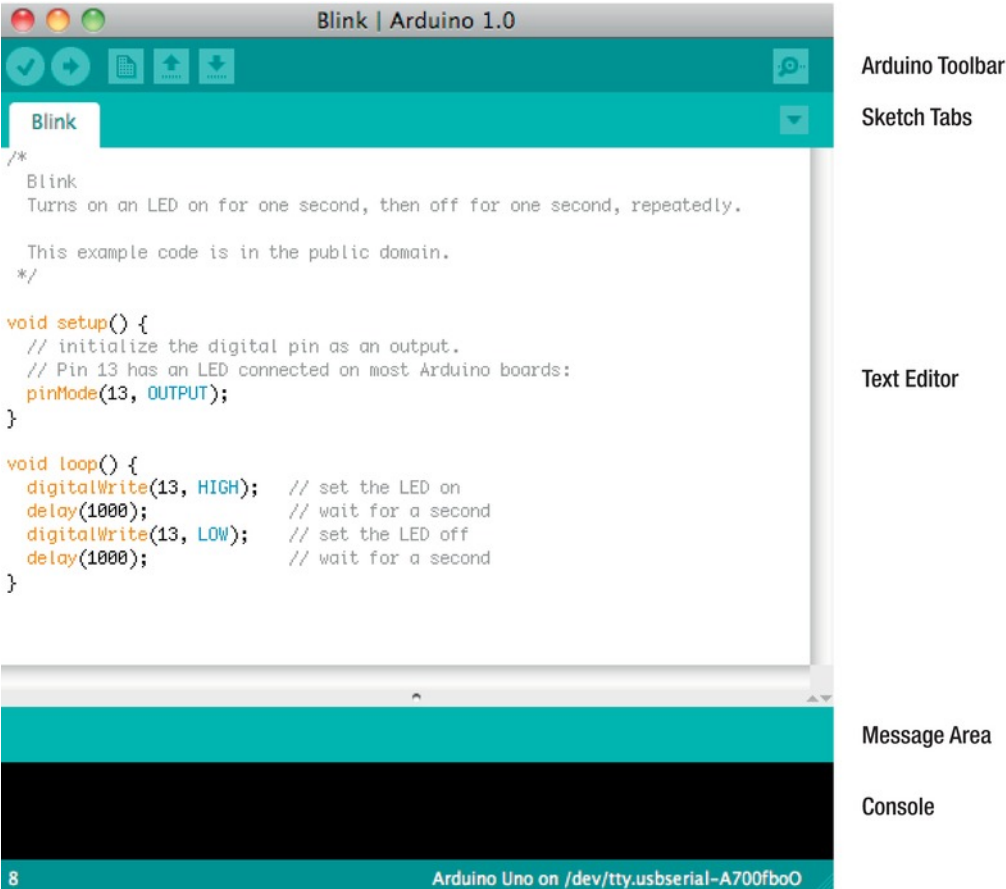 Blink | Arduino 1.0
Arduino Toolbar
Sketch Tabs
Blink
/*
  Blink
  Turns on an LED on for one second, then off for one second, repeatedly.

  This example code is in the public domain.
 */

void setup() {
  // initialize the digital pin as an output.
  // Pin 13 has an LED connected on most Arduino boards:
  pinMode(13, OUTPUT);
}
Text Editor

void loop() {
  digitalWrite(13, HIGH);   // set the LED on
  delay(1000);              // wait for a second
  digitalWrite(13, LOW);    // set the LED off
  delay(1000);              // wait for a second
}
Message Area
Console
8
Arduino Uno on /dev/tty.usbserial-A700fboO